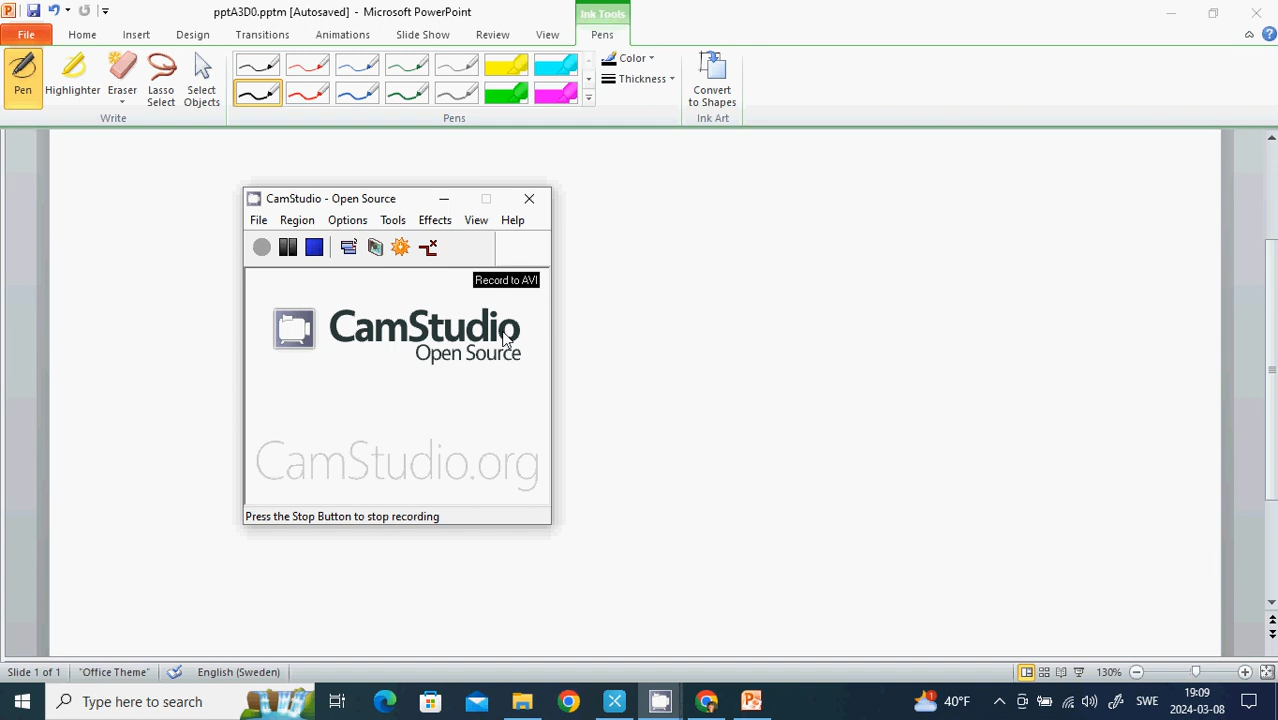 pptA3D0.pptm [Autosaved] - Microsoft PowerPoint
Ink Tools
File Home Insert Design Transitions Animations Slide Show Review View Pens
Pen
Highlighter
Eraser
Lasso
Select
Select
Objects
Color
Thickness
Convert
to Shapes
Write
Pens
Ink Art
CamStudio - Open Source
File Region Options Tools Effects View Help
Record to AVI
CamStudio
Open Source
CamStudio.org
Press the Stop Button to stop recording
Slide 1 of 1 "Office Theme" English (Sweden) 130%
Type here to search
40°F
SWE
19:09
2024-03-08